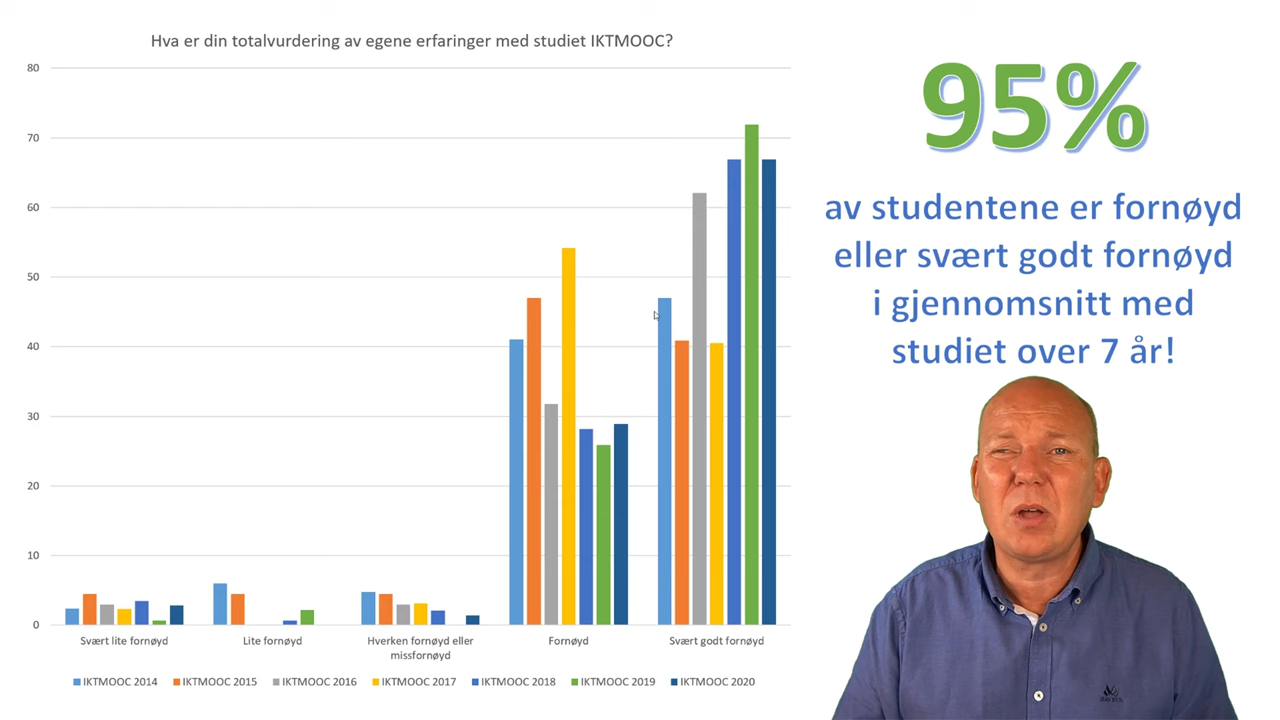 Hva er din totalvurdering av egene erfaringer med studiet IKTMOOC?
80
70
60
50
40
30
20
10
0
Svært lite fornøyd
Lite fornøyd
Hverken fornøyd eller
missfornøyd
Fornøyd
Svært godt fornøyd
IKTMOOC 2014 IKTMOOC 2015 IKTMOOC 2016 IKTMOOC 2017 IKTMOOC 2018 IKTMOOC 2019 IKTMOOC 2020
95%
av studentene er fornøyd
eller svært godt fornøyd
i gjennomsnitt med
studiet over 7 år!